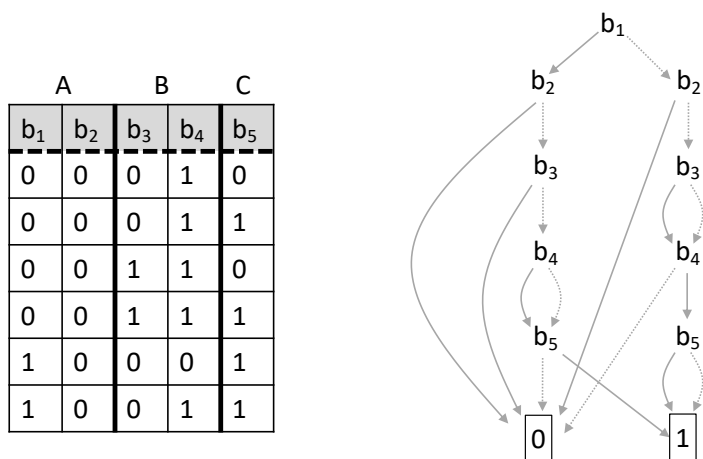 A B C
b₁ b₂ b₃ b₄ b₅
0 0 0 1 0
0 0 0 1 1
0 0 1 1 0
0 0 1 1 1
1 0 0 0 1
1 0 0 1 1
b₁
b₂ b₂
b₃ b₃
b₄ b₄
b₅ b₅
0 1